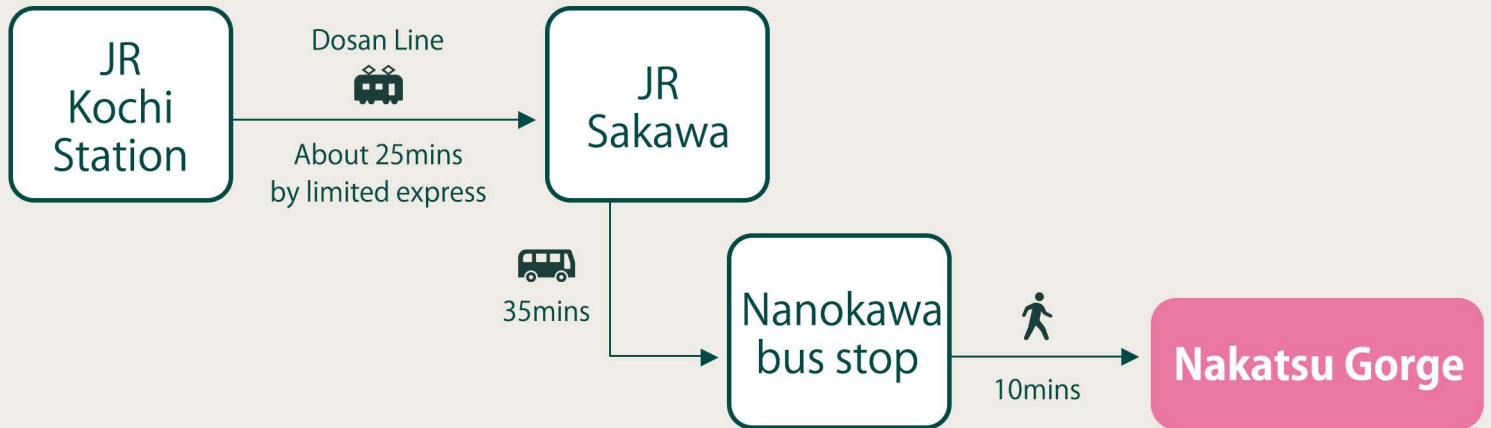 JR
Kochi
Station
Dosan Line
About 25mins
by limited express
JR
Sakawa
35mins
Nanokawa
bus stop
10mins
Nakatsu Gorge